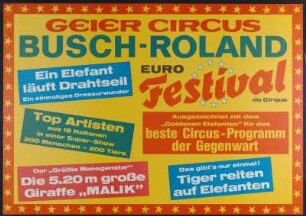 GEIER CIRCUS
BUSCH-ROLAND
Ein Elefant
läuft Drahtseil
Ein einmaliges Dressurwunder
EURO
Festival
du Cirque
Top Artisten
aus 18 Nationen
in einer Super-Show
200 Menschen – 200 Tiere
Ausgezeichnet mit dem
„Goldenen Elefanten" für das
beste Circus-Programm
der Gegenwart
Der „Größte Manegenstar"
Die 5.20 m große
Giraffe „MALIK"
Das gibt's nur einmal!
Tiger reiten
auf Elefanten